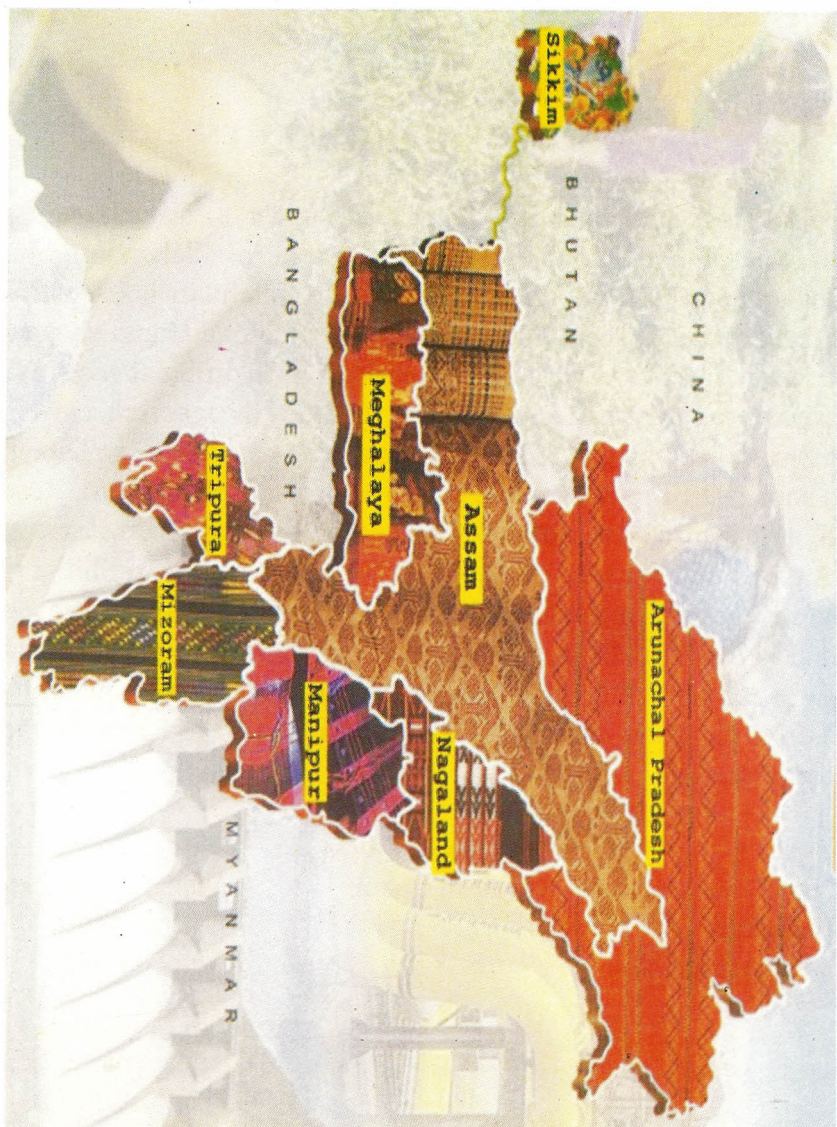 CHINA
BHUTAN
Sikkim
Arunachal Pradesh
Assam
Nagaland
Meghalaya
BANGLADESH
Manipur
Tripura
Mizoram
MYANMAR